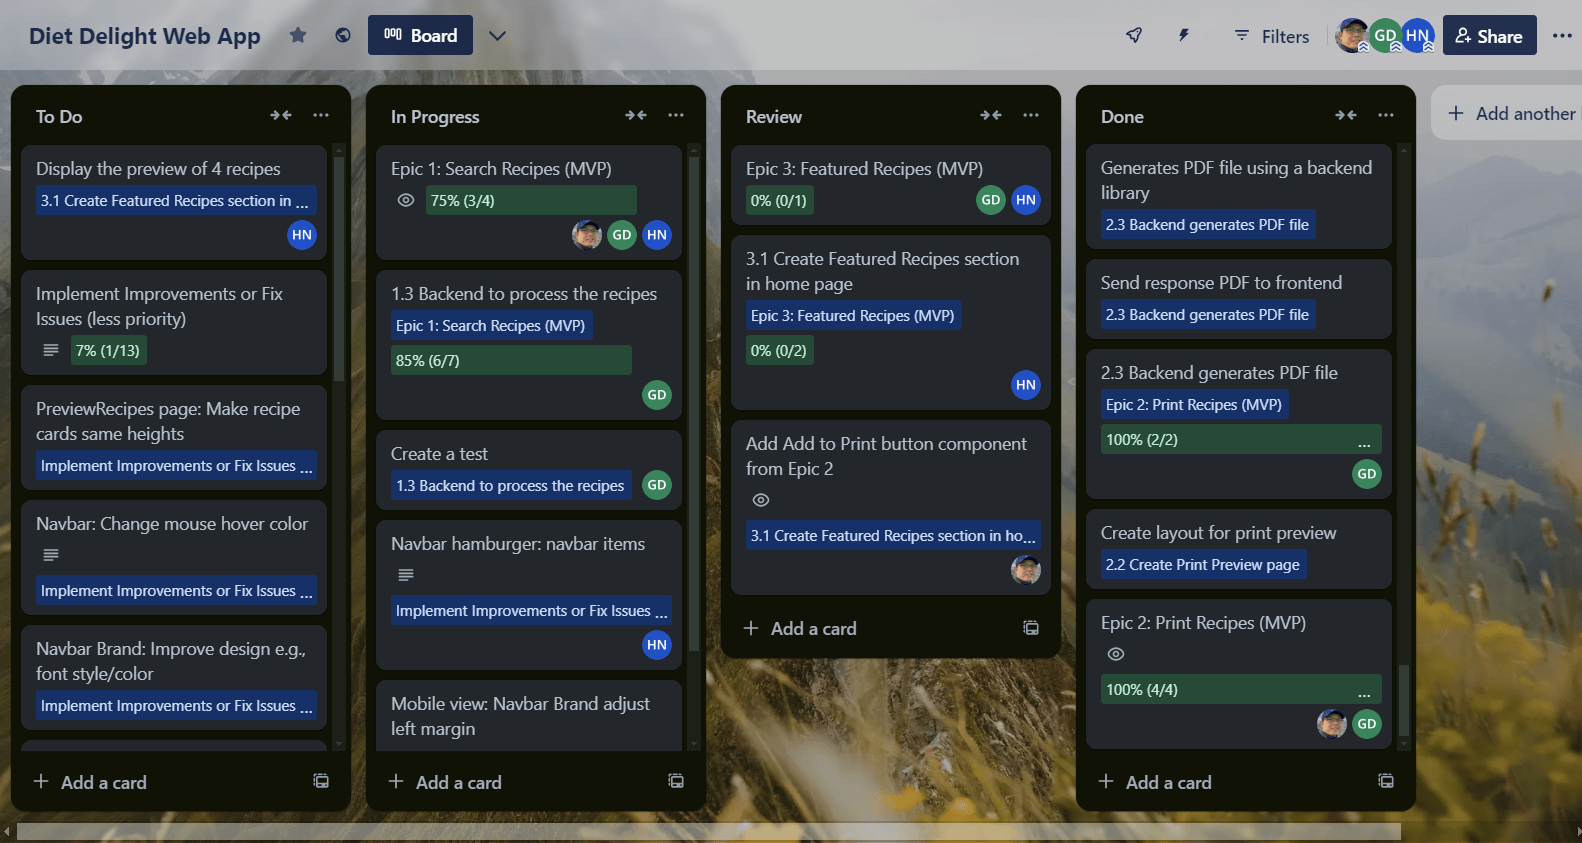 Diet Delight Web App
Board
Filters
GD
HN
Share
To Do
Display the preview of 4 recipes
3.1 Create Featured Recipes section in ...
HN
Implement Improvements or Fix
Issues (less priority)
7% (1/13)
PreviewRecipes page: Make recipe
cards same heights
Implement Improvements or Fix Issues ...
Navbar: Change mouse hover color
Implement Improvements or Fix Issues ...
Navbar Brand: Improve design e.g.,
font style/color
Implement Improvements or Fix Issues ...
Add a card
In Progress
Epic 1: Search Recipes (MVP)
75% (3/4)
GD
HN
1.3 Backend to process the recipes
Epic 1: Search Recipes (MVP)
85% (6/7)
GD
Create a test
1.3 Backend to process the recipes
GD
Navbar hamburger: navbar items
Implement Improvements or Fix Issues ...
HN
Mobile view: Navbar Brand adjust
left margin
Add a card
Review
Epic 3: Featured Recipes (MVP)
0% (0/1)
GD
HN
3.1 Create Featured Recipes section
in home page
Epic 3: Featured Recipes (MVP)
0% (0/2)
HN
Add Add to Print button component
from Epic 2
3.1 Create Featured Recipes section in ho...
Add a card
Done
Generates PDF file using a backend
library
2.3 Backend generates PDF file
Send response PDF to frontend
2.3 Backend generates PDF file
2.3 Backend generates PDF file
Epic 2: Print Recipes (MVP)
100% (2/2)
...
GD
Create layout for print preview
2.2 Create Print Preview page
Epic 2: Print Recipes (MVP)
100% (4/4)
...
GD
Add a card
Add another